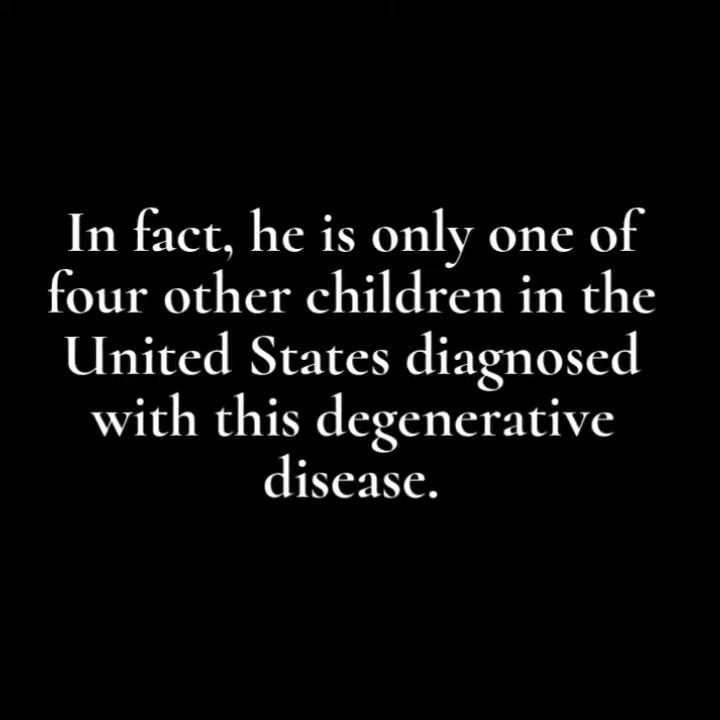 In fact, he is only one of
four other children in the
United States diagnosed
with this degenerative
disease.